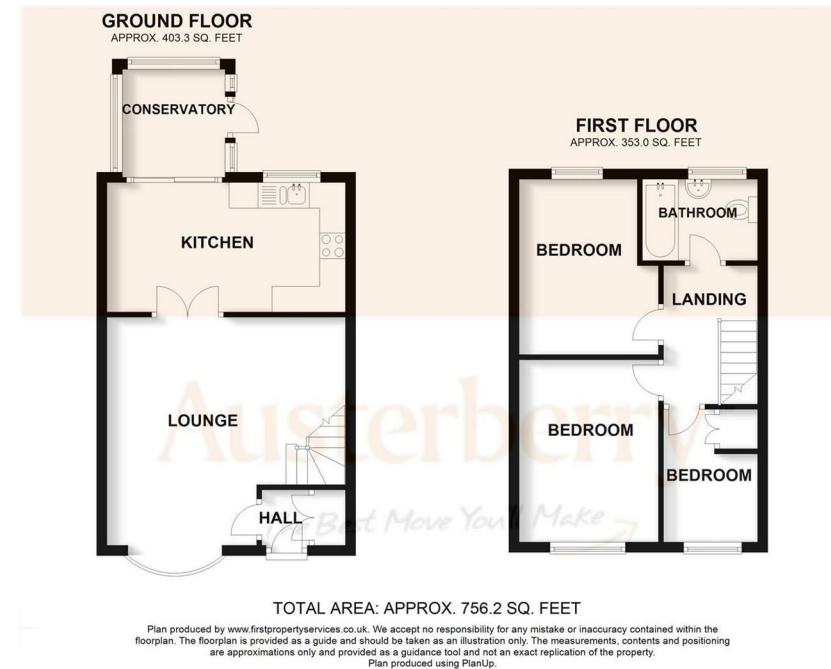 GROUND FLOOR
APPROX. 403.3 SQ. FEET
CONSERVATORY
KITCHEN
LOUNGE
HALL
FIRST FLOOR
APPROX. 353.0 SQ. FEET
BATHROOM
BEDROOM
LANDING
BEDROOM
BEDROOM
Austerberry
The Best Move You'll Make
TOTAL AREA: APPROX. 756.2 SQ. FEET
Plan produced by www.firstpropertyservices.co.uk. We accept no responsibility for any mistake or inaccuracy contained within the
floorplan. The floorplan is provided as a guide and should be taken as an illustration only. The measurements, contents and positioning
are approximations only and provided as a guidance tool and not an exact replication of the property.
Plan produced using PlanUp.